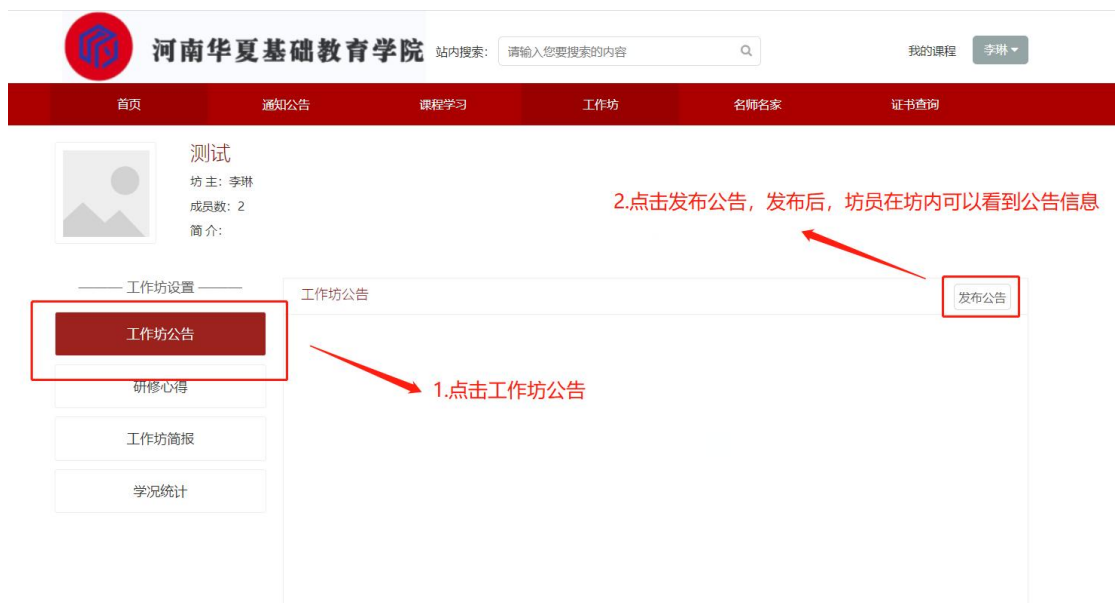 河南华夏基础教育学院 站内搜索： 请输入您要搜索的内容 我的课程 李琳
首页 通知公告 课程学习 工作坊 名师名家 证书查询
测试
坊 主：李琳
成员数：2
简 介：
2.点击发布公告，发布后，坊员在坊内可以看到公告信息
工作坊设置
工作坊公告 发布公告
工作坊公告
1.点击工作坊公告
研修心得
工作坊简报
学况统计